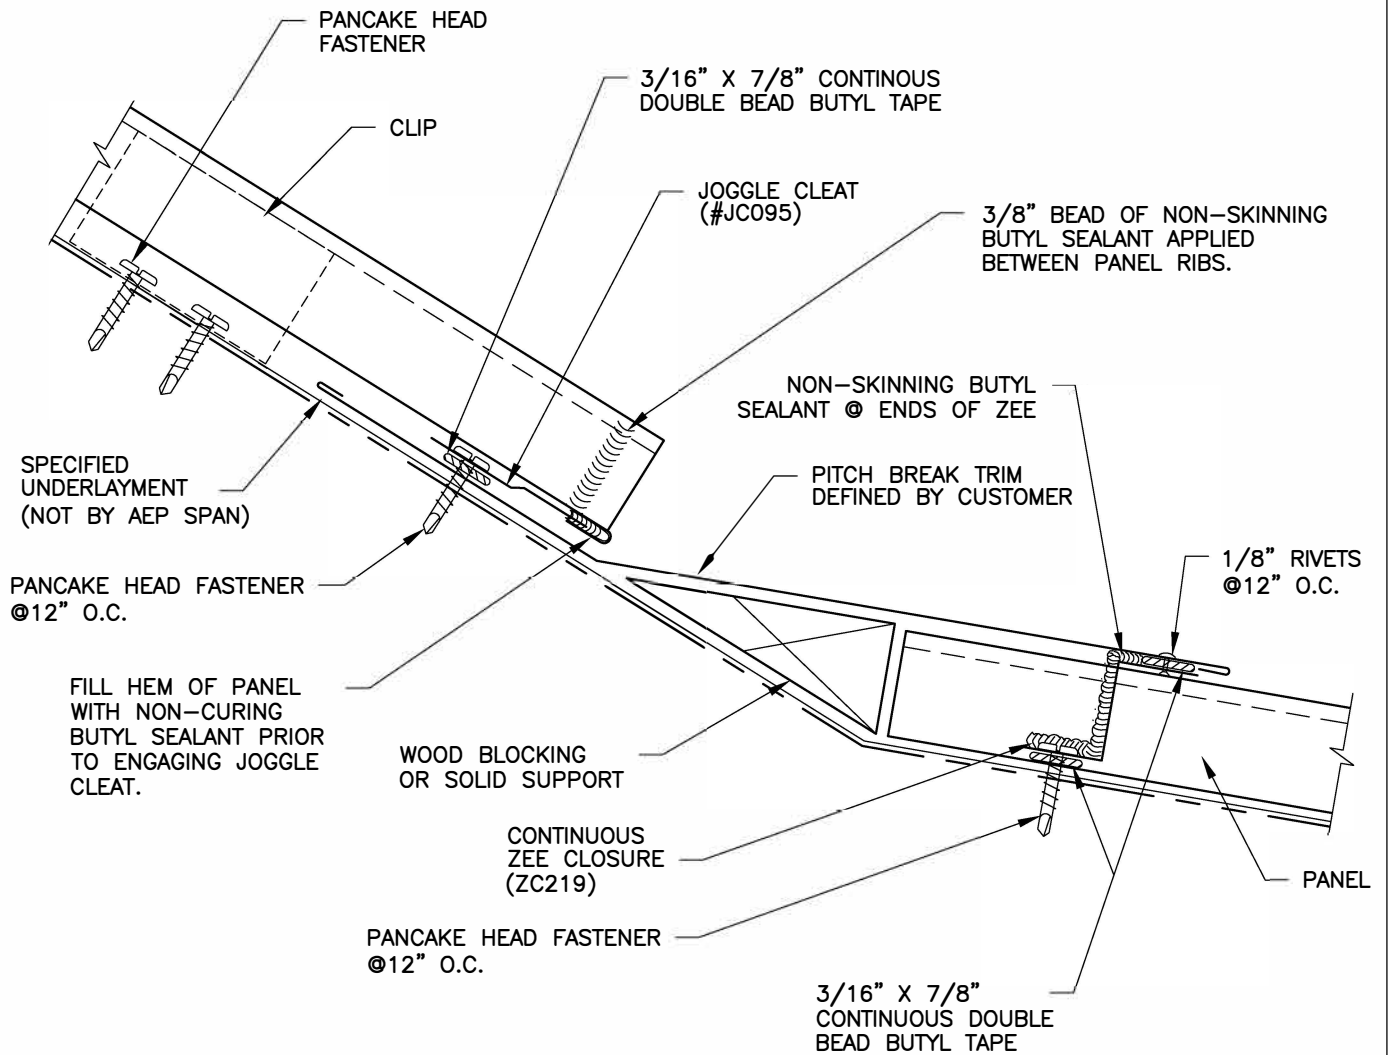 PANCAKE HEAD
FASTENER
3/16" X 7/8" CONTINOUS
DOUBLE BEAD BUTYL TAPE
CLIP
JOGGLE CLEAT
(#JC095)
3/8" BEAD OF NON-SKINNING
BUTYL SEALANT APPLIED
BETWEEN PANEL RIBS.
NON-SKINNING BUTYL
SEALANT @ ENDS OF ZEE
SPECIFIED
UNDERLAYMENT
(NOT BY AEP SPAN)
PITCH BREAK TRIM
DEFINED BY CUSTOMER
1/8" RIVETS
@12" O.C.
PANCAKE HEAD FASTENER
@12" O.C.
FILL HEM OF PANEL
WITH NON-CURING
BUTYL SEALANT PRIOR
TO ENGAGING JOGGLE
CLEAT.
WOOD BLOCKING
OR SOLID SUPPORT
CONTINUOUS
ZEE CLOSURE
(ZC219)
PANEL
PANCAKE HEAD FASTENER
@12" O.C.
3/16" X 7/8"
CONTINUOUS DOUBLE
BEAD BUTYL TAPE